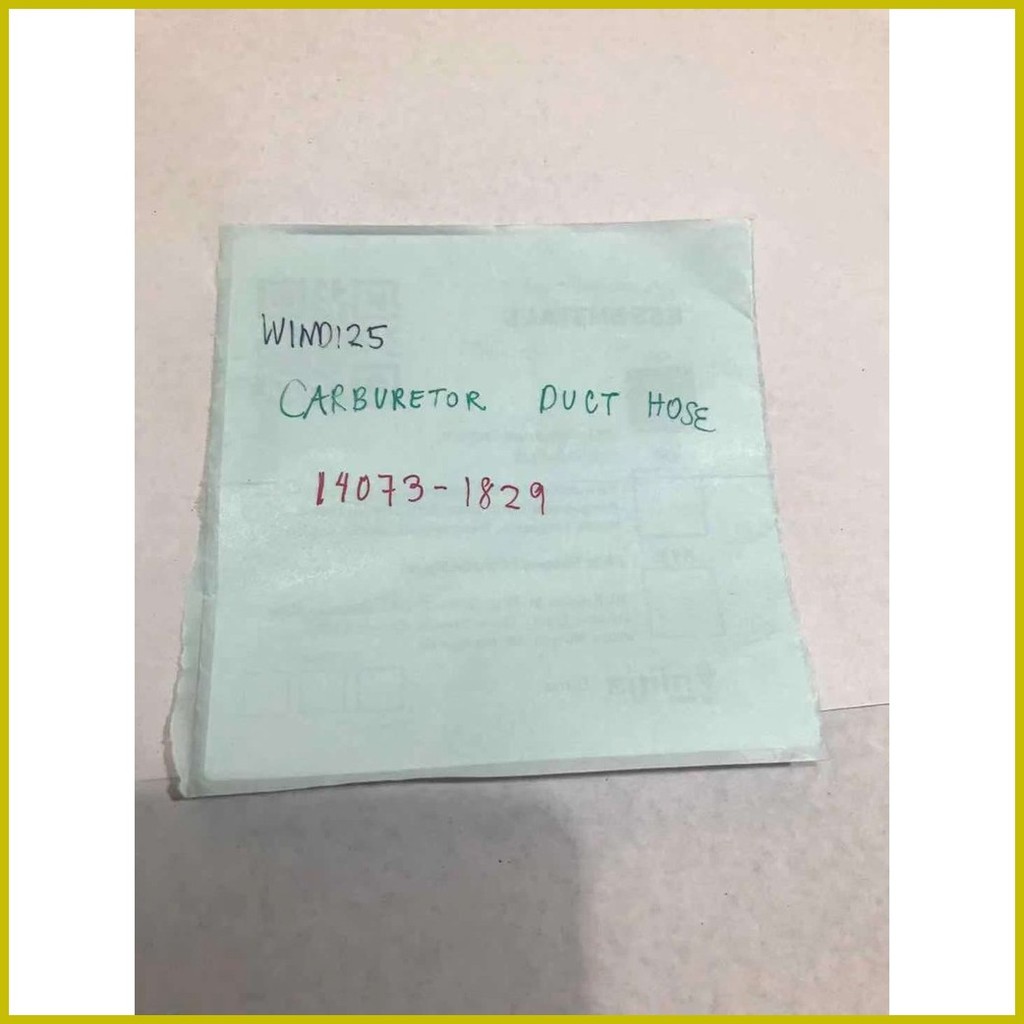 WIND125
CARBURETOR DUCT HOSE
14073-1829